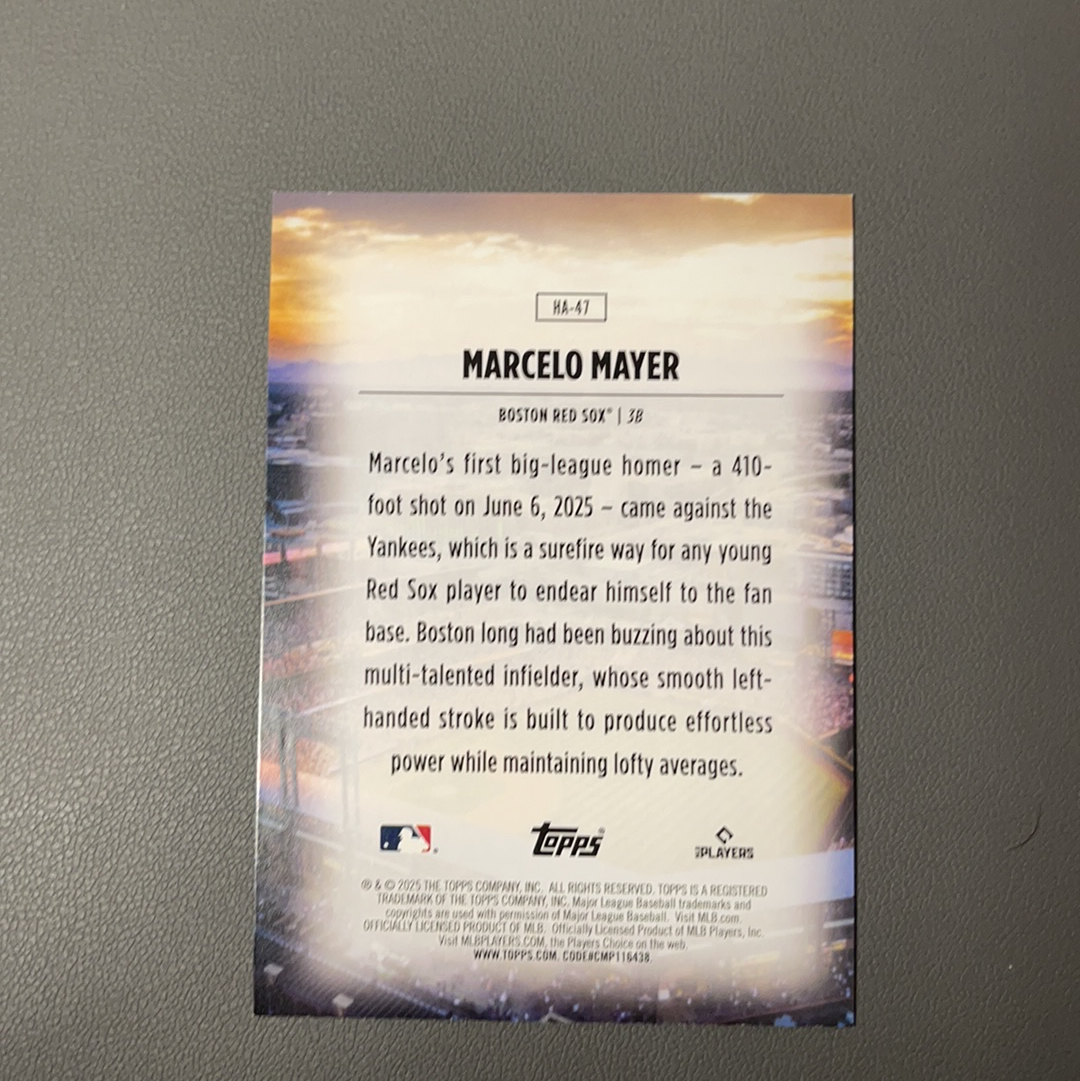 HA-47
MARCELO MAYER
BOSTON RED SOX® | 3B
Marcelo's first big-league homer – a 410-
foot shot on June 6, 2025 – came against the
Yankees, which is a surefire way for any young
Red Sox player to endear himself to the fan
base. Boston long had been buzzing about this
multi-talented infielder, whose smooth left-
handed stroke is built to produce effortless
power while maintaining lofty averages.
topps® PLAYERS
® & © 2025 THE TOPPS COMPANY, INC. ALL RIGHTS RESERVED. TOPPS IS A REGISTERED
TRADEMARK OF THE TOPPS COMPANY, INC. Major League Baseball trademarks and
copyrights are used with permission of Major League Baseball. Visit MLB.com.
OFFICIALLY LICENSED PRODUCT OF MLB. Officially Licensed Product of MLB Players, Inc.
Visit MLBPLAYERS.COM, the Players Choice on the web.
WWW.TOPPS.COM. CODE#CMP116438